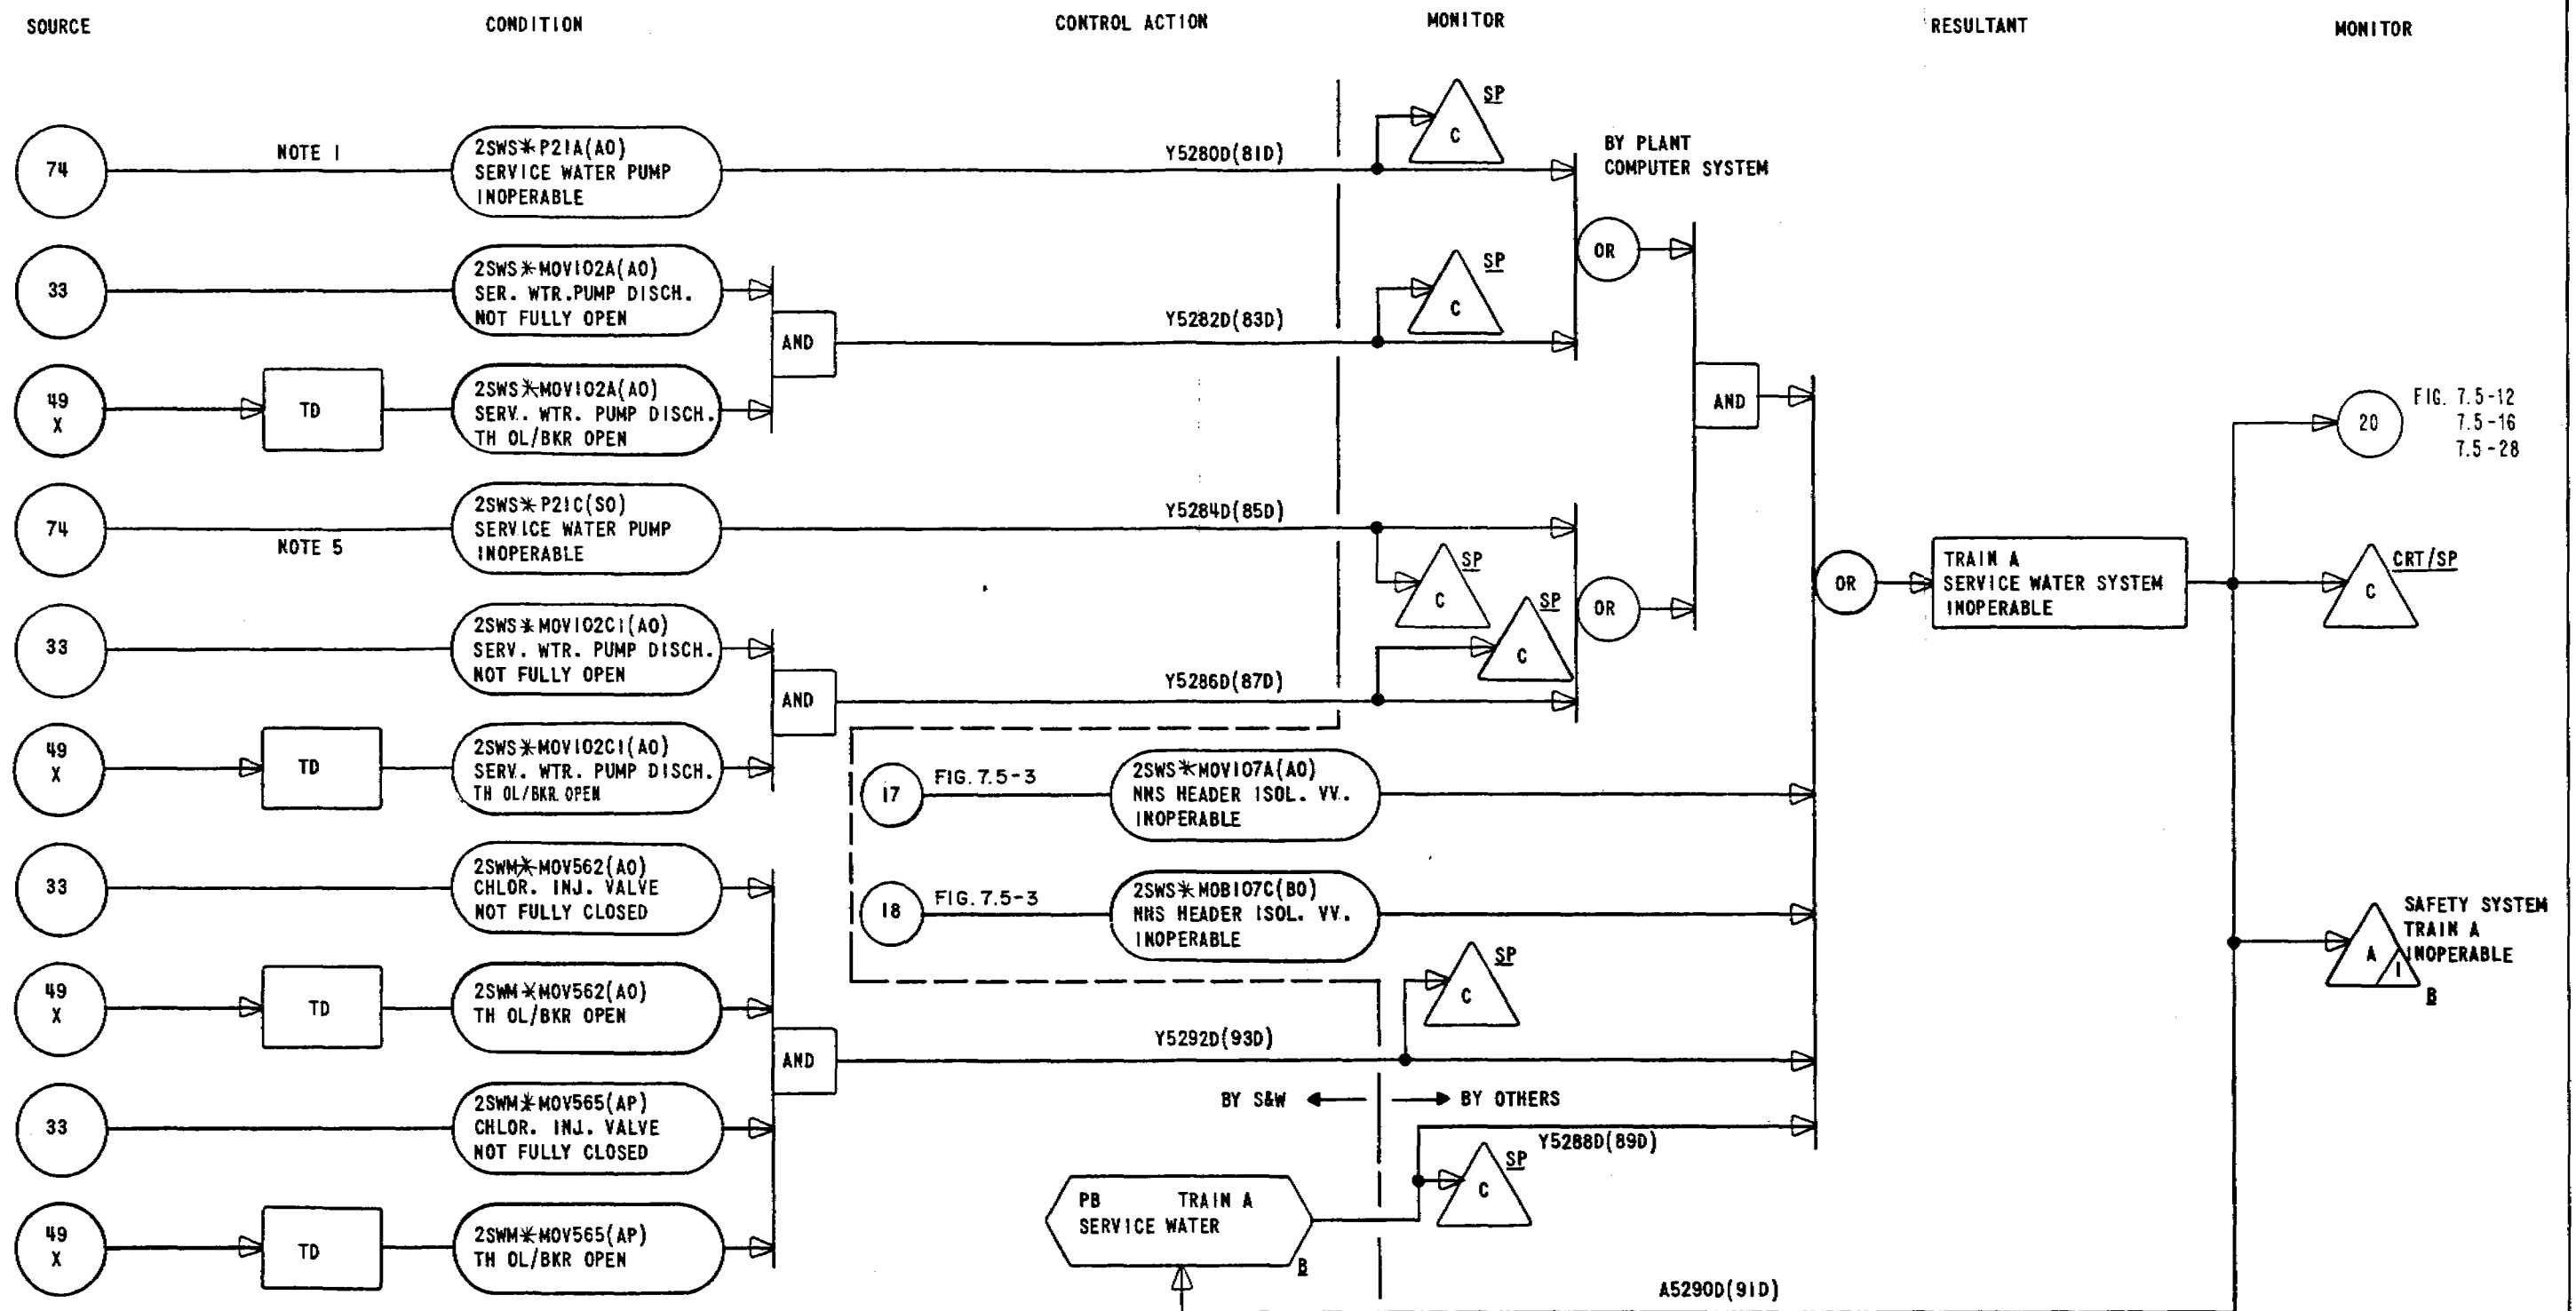 SOURCE
CONDITION
CONTROL ACTION
MONITOR
RESULTANT
MONITOR
74
NOTE 1
2SWS*P21A(AO)
SERVICE WATER PUMP
INOPERABLE
Y5280D(81D)
SP
C
BY PLANT
COMPUTER SYSTEM
33
2SWS*MOV102A(AO)
SER. WTR.PUMP DISCH.
NOT FULLY OPEN
AND
Y5282D(83D)
SP
C
OR
49
X
TD
2SWS*MOV102A(AO)
SERV. WTR. PUMP DISCH.
TH OL/BKR OPEN
AND
20
FIG. 7.5-12
7.5-16
7.5-28
74
NOTE 5
2SWS*P21C(SO)
SERVICE WATER PUMP
INOPERABLE
Y5284D(85D)
SP
C
OR
33
2SWS*MOV102C1(AO)
SERV. WTR. PUMP DISCH.
NOT FULLY OPEN
AND
Y5286D(87D)
SP
C
OR
TRAIN A
SERVICE WATER SYSTEM
INOPERABLE
CRT/SP
C
49
X
TD
2SWS*MOV102C1(AO)
SERV. WTR. PUMP DISCH.
TH OL/BKR OPEN
17
FIG. 7.5-3
2SWS*MOV107A(AO)
NNS HEADER ISOL. VV.
INOPERABLE
33
2SWM*MOV562(AO)
CHLOR. INJ. VALVE
NOT FULLY CLOSED
18
FIG. 7.5-3
2SWS*MOB107C(BO)
NNS HEADER ISOL. VV.
INOPERABLE
SAFETY SYSTEM
TRAIN A
INOPERABLE
A
1
B
49
X
TD
2SWM*MOV562(AO)
TH OL/BKR OPEN
AND
Y5292D(93D)
SP
C
BY S&W
BY OTHERS
33
2SWM*MOV565(AP)
CHLOR. INJ. VALVE
NOT FULLY CLOSED
Y5288D(89D)
SP
C
49
X
TD
2SWM*MOV565(AP)
TH OL/BKR OPEN
PB TRAIN A
SERVICE WATER
B
A5290D(91D)